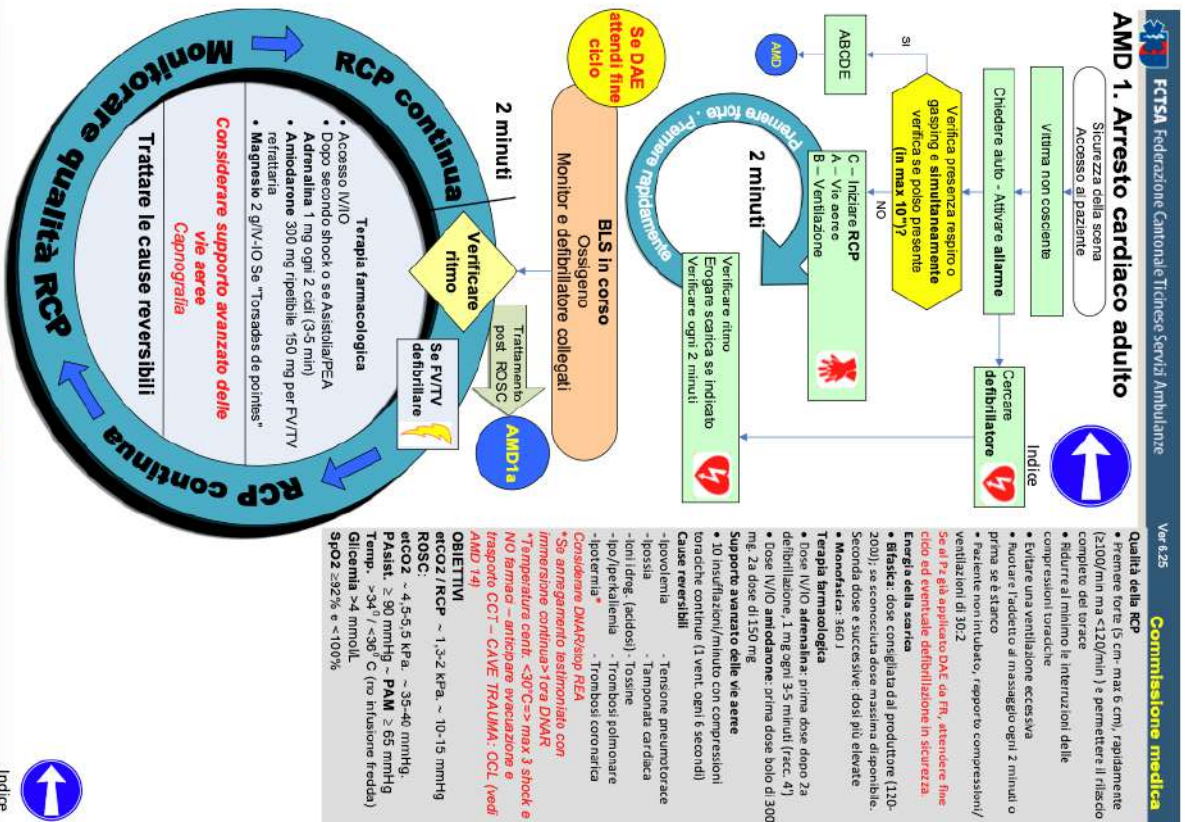 FCTSA Federazione Cantonale Ticinese Servizi Ambulanze
Ver 6.25
Commissione medica
AMD 1. Arresto cardiaco adulto
Sicurezza della scena
Accesso al paziente
Vittima non cosciente
Chiedere aiuto - Attivare allarme
Cercare
defibrillatore
Indice
Verifica presenza respiro o
gasping e simultaneamente
verifica se polso presente
(in max 10")?
SI
NO
ABCDE
AMD
C – Iniziare RCP
A – Vie aeree
B – Ventilazione
Premere forte . Premere rapidamente
2 minuti
Verificare ritmo
Erogare scarica se indicato
Verificare ogni 2 minuti
Se DAE
attendi fine
ciclo
BLS in corso
Ossigeno
Monitor e defibrillatore collegati
2 minuti
Verificare
ritmo
Trattamento
post ROSC
AMD1a
Se FV/TV
defibrillare
RCP continua
RCP continua
Monitorare qualità RCP
Terapia farmacologica
• Accesso IV/IO
• Dopo secondo shock o se Asistolia/PEA
Adrenalina 1 mg ogni 2 cicli (3-5 min)
• Amiodarone 300 mg ripetibile 150 mg per FV/TV
refrattaria
• Magnesio 2 g/IV-IO Se "Torsades de pointes"
Considerare supporto avanzato delle
vie aeree
Capnografia
Trattare le cause reversibili
Qualità della RCP
• Premere forte (5 cm- max 6 cm), rapidamente
(≥100/min ma <120/min ) e permettere il rilascio
completo del torace
• Ridurre al minimo le interruzioni delle
compressioni toraciche
• Evitare una ventilazione eccessiva
• Ruotare l'addetto al massaggio ogni 2 minuti o
prima se è stanco
• Paziente non intubato, rapporto compressioni/
ventilazioni di 30:2
Se al Pz già applicato DAE da FR, attendere fine
ciclo ed eventuale defibrillazione in sicurezza.
Energia della scarica
• Bifasica: dose consigliata dal produttore (120-
200J); se sconosciuta dose massima disponibile.
Seconda dose e successive: dosi più elevate
• Monofasica: 360 J
Terapia farmacologica
• Dose IV/IO adrenalina: prima dose dopo 2a
defibrillazione, 1 mg ogni 3-5 minuti (racc. 4')
• Dose IV/IO amiodarone: prima dose bolo di 300
mg. 2a dose di 150 mg
Supporto avanzato delle vie aeree
• 10 insufflazioni/minuto con compressioni
toraciche continue (1 vent. ogni 6 secondi)
Cause reversibili
-Ipovolemia - Tensione pneumotorace
-Ipossia - Tamponata cardiaca
-Ioni idrog. (acidosi) - Tossine
-Ipo/Iperkaliemia - Trombosi polmonare
-Ipotermia* - Trombosi coronarica
Considerare DNAR/stop REA
*Se annegamento testimoniato con
immersione continua>1ora DNAR
*Temperatura centr. <30°C=> max 3 shock e
NO farmaci – anticipare evacuazione e
trasporto CCT – CAVE TRAUMA: OCL (vedi
AMD 14)
OBIETTIVI
etCO2 / RCP ~ 1,3-2 kPa. ~ 10-15 mmHg
ROSC:
etCO2 ~ 4,5-5,5 kPa. ~ 35-40 mmHg.
PAsist. ≥ 90 mmHg ~ PAM ≥ 65 mmHg
Temp. >34° / <36° C (no infusione fredda)
Glicemia >4 mmol/L
SpO2 ≥92% e <100%
Indice